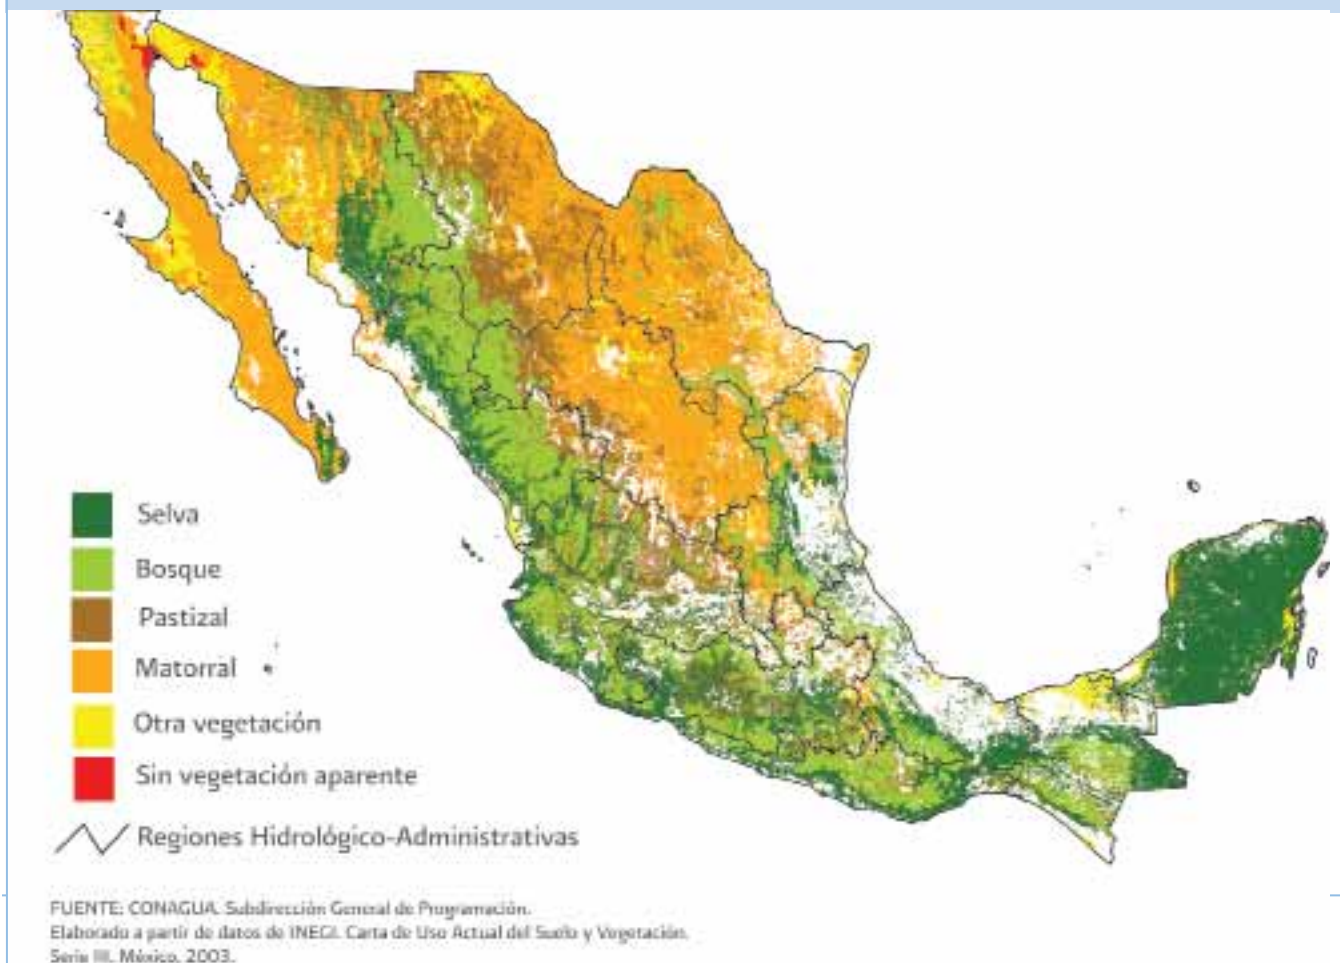 Selva
Bosque
Pastizal
Matorral
Otra vegetación
Sin vegetación aparente
Regiones Hidrológico-Administrativas
FUENTE: CONAGUA. Subdirección General de Programación.
Elaborado a partir de datos de INEGI. Carta de Uso Actual del Suelo y Vegetación.
Serie III. México, 2003.